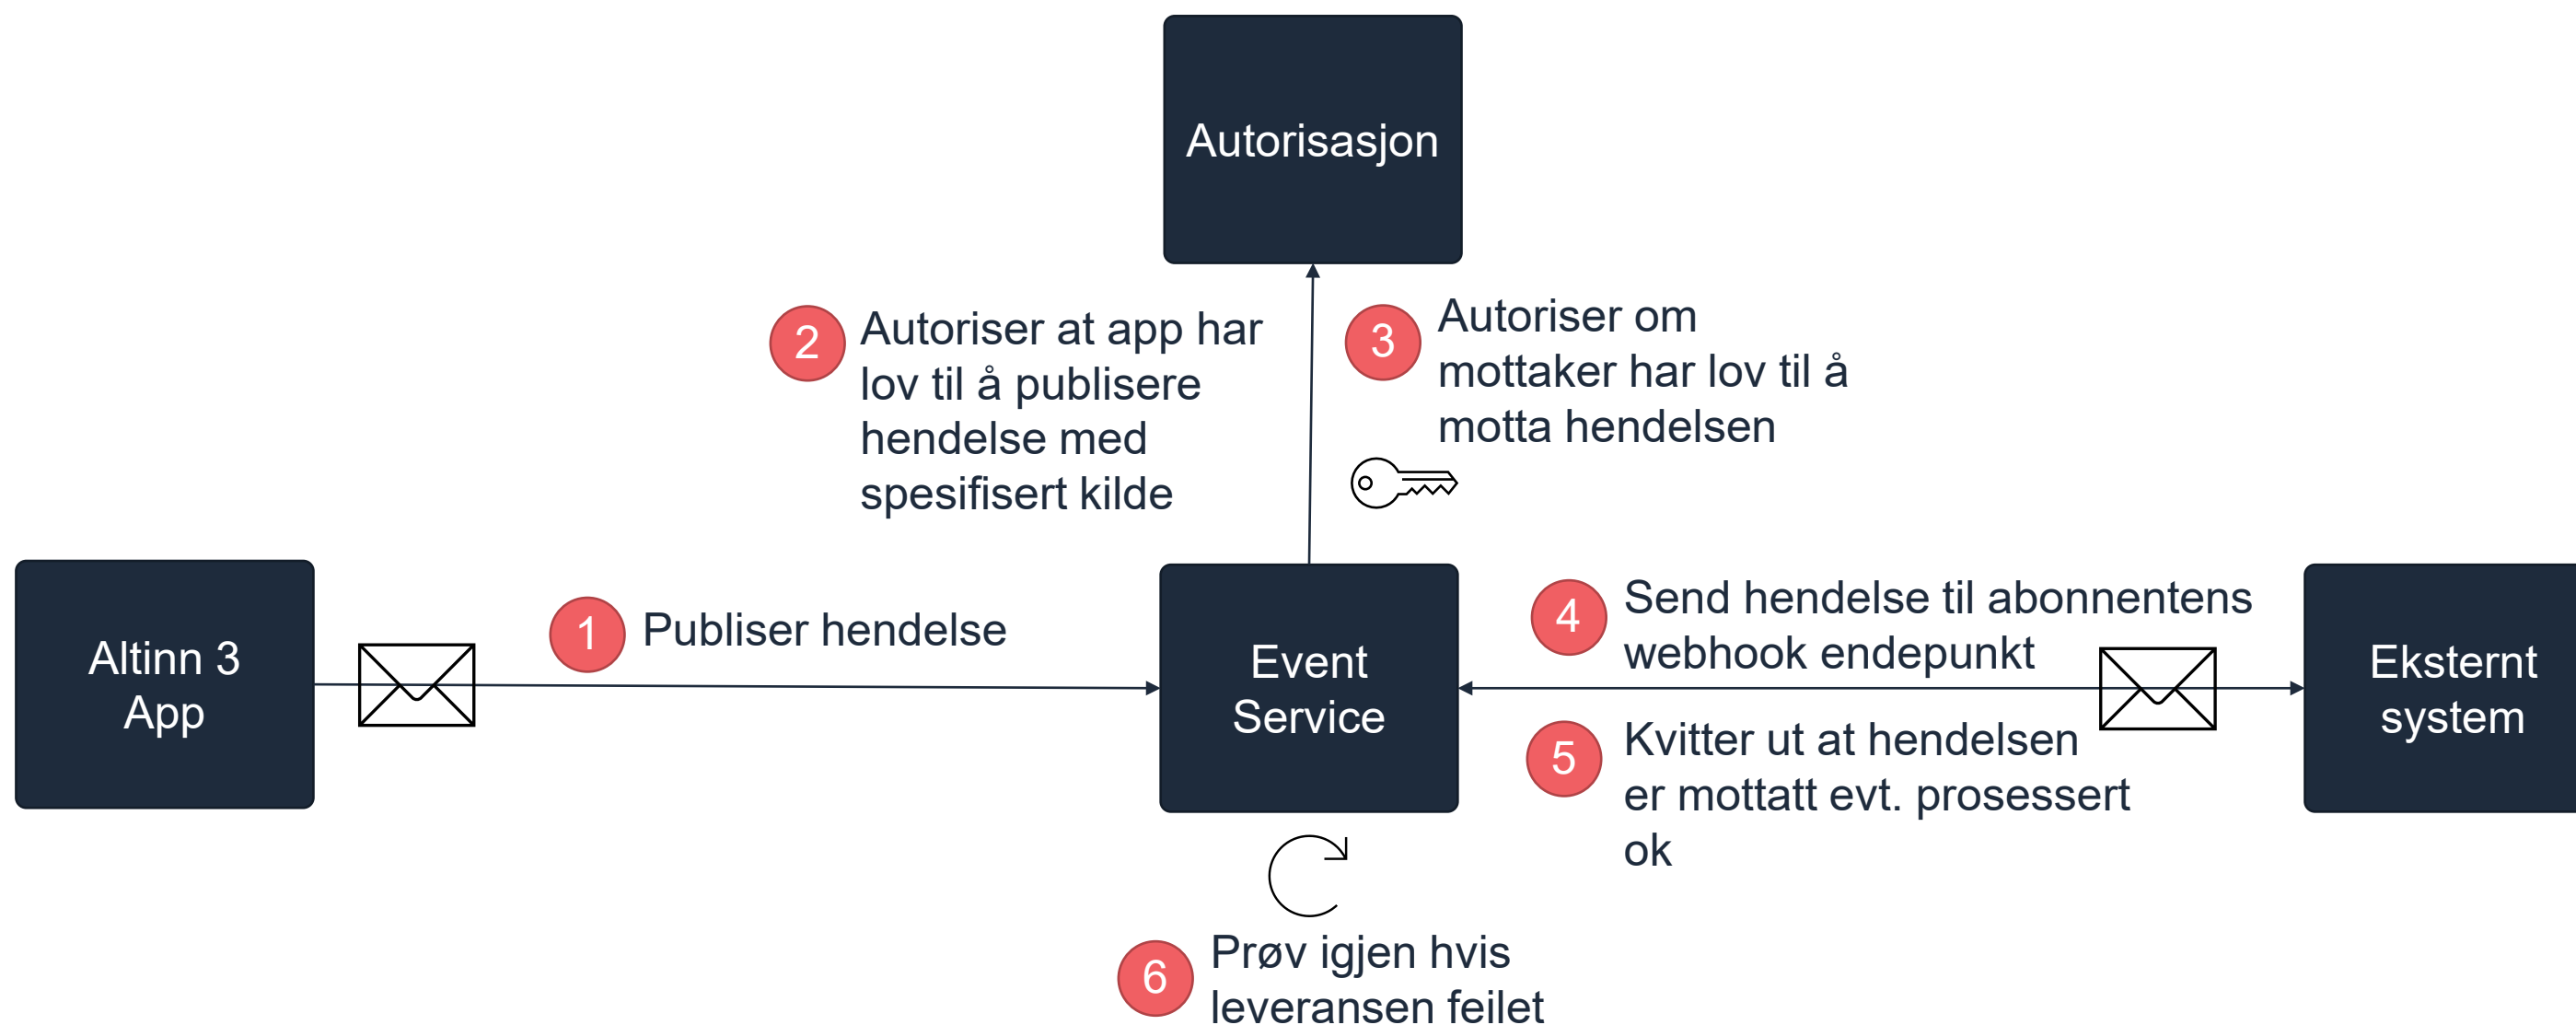 Autorisasjon
2
Autoriser at app har
lov til å publisere
hendelse med
spesifisert kilde
3
Autoriser om
mottaker har lov til å
motta hendelsen
Altinn 3
App
1
Publiser hendelse
Event
Service
4
Send hendelse til abonnentens
webhook endepunkt
5
Kvitter ut at hendelsen
er mottatt evt. prosessert
ok
Eksternt
system
6
Prøv igjen hvis
leveransen feilet